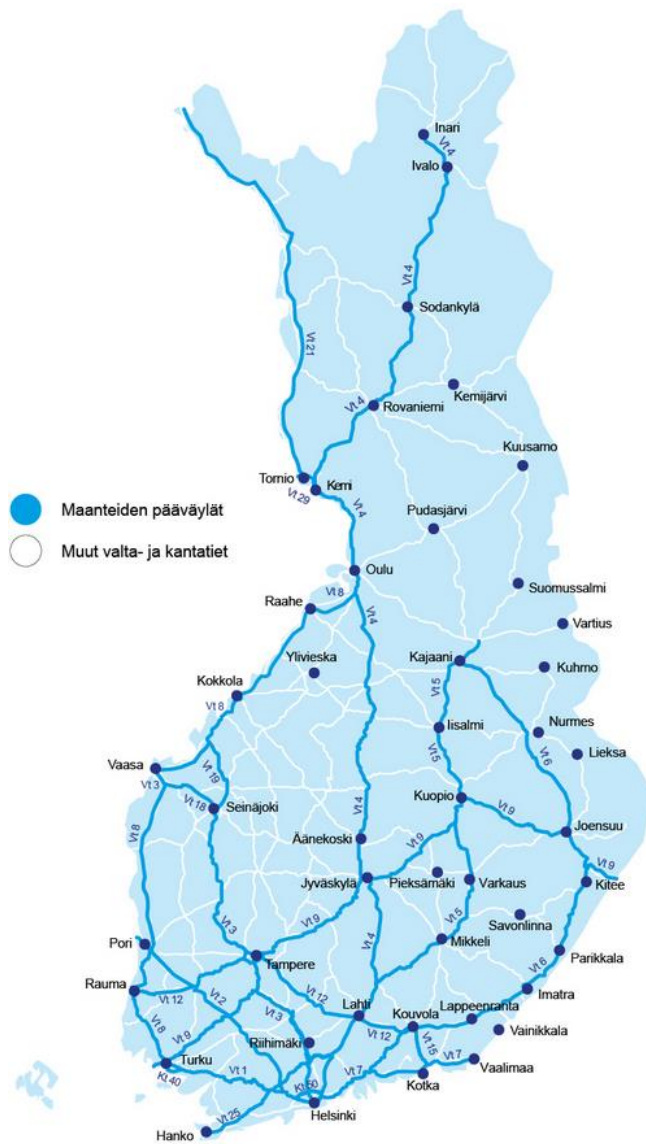 Inari
Vt 4
Ivalo
Vt 4
Sodankylä
Vt 21
Kemijärvi
Vt 4
Rovaniemi
Kuusamo
Tornio
Kemi
Vt 29
Vt 4
Pudasjärvi
Maanteiden pääväylät
Muut valta- ja kantatiet
Oulu
Suomussalmi
Vt 8
Raahe
Vt 4
Vartius
Ylivieska
Kajaani
Kuhmo
Kokkola
Vt 5
Vt 8
Iisalmi
Nurmes
Vt 6
Lieksa
Vt 5
Vaasa
Vt 19
Vt 3
Vt 18
Seinäjoki
Kuopio
Vt 9
Vt 4
Vt 8
Äänekoski
Joensuu
Vt 9
Vt 9
Jyväskylä
Pieksämäki
Varkaus
Kitee
Vt 9
Vt 5
Savonlinna
Vt 3
Vt 4
Mikkeli
Pori
Parikkala
Tampere
Vt 6
Rauma
Vt 12
Vt 2
Vt 12
Imatra
Lahti
Kouvola
Lappeenranta
Vt 8
Vt 9
Vt 3
Vt 12
Vainikkala
Riihimäki
Vt 15
Turku
Vt 1
Vt 7
Vt 7
Vaalimaa
Kt 40
Kt 50
Kotka
Helsinki
Vt 25
Hanko